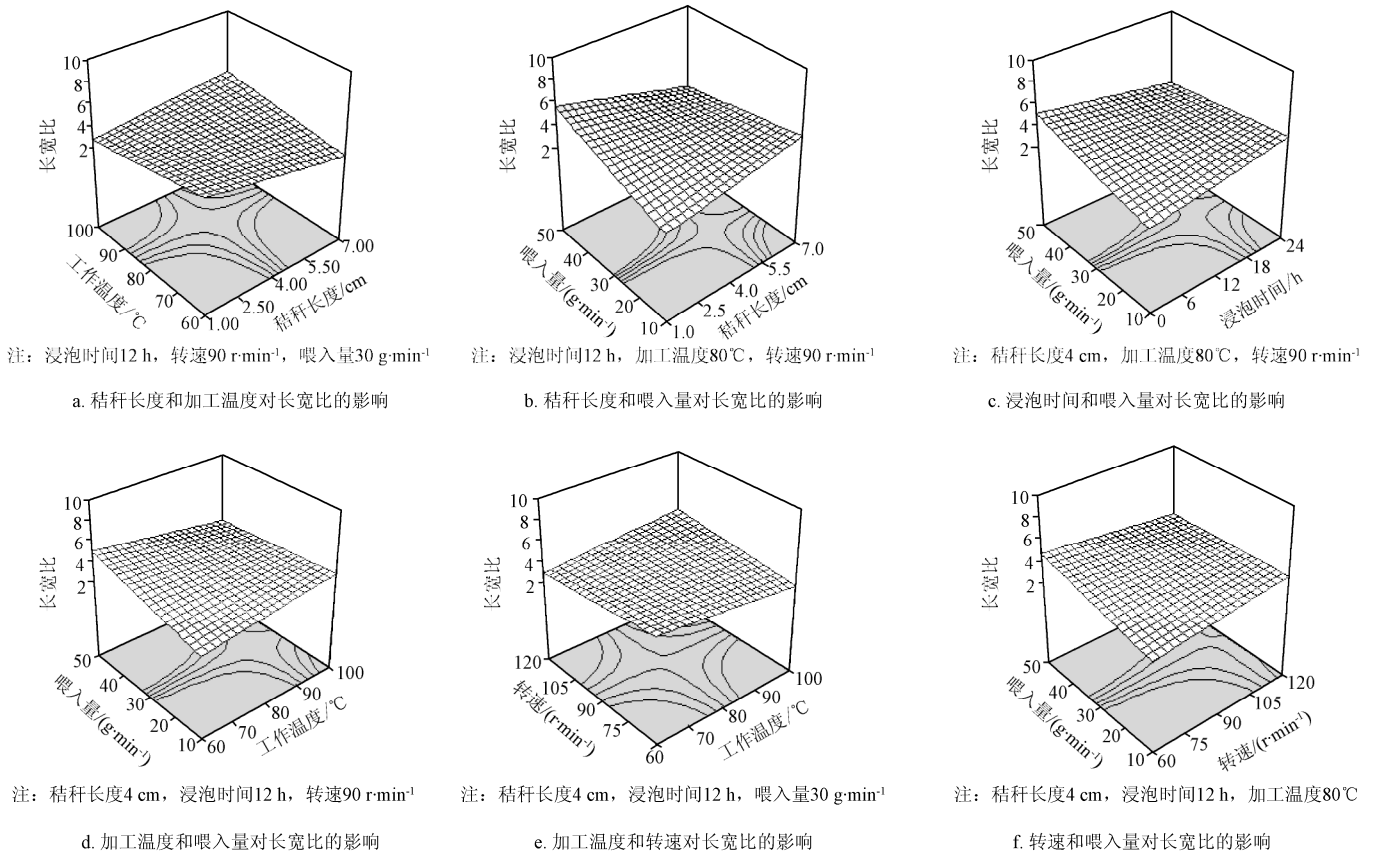 10
8
6
4
2
长宽比
100
90
80
70
60
工作温度/℃
1.00
2.50
4.00
5.50
7.00
秸秆长度/cm
注：浸泡时间12 h，转速90 r·min-1，喂入量30 g·min-1
a. 秸秆长度和加工温度对长宽比的影响
10
8
6
4
2
长宽比
50
40
30
20
10
喂入量/(g·min-1)
1.0
2.5
4.0
5.5
7.0
秸秆长度/cm
注：浸泡时间12 h，加工温度80℃，转速90 r·min-1
b. 秸秆长度和喂入量对长宽比的影响
10
8
6
4
2
长宽比
50
40
30
20
10
喂入量/(g·min-1)
0
6
12
18
24
浸泡时间/h
注：秸秆长度4 cm，加工温度80℃，转速90 r·min-1
c. 浸泡时间和喂入量对长宽比的影响
10
8
6
4
2
长宽比
50
40
30
20
10
喂入量/(g·min-1)
60
70
80
90
100
工作温度/℃
注：秸秆长度4 cm，浸泡时间12 h，转速90 r·min-1
d. 加工温度和喂入量对长宽比的影响
10
8
6
4
2
长宽比
120
105
90
75
60
转速/(r·min-1)
70
80
90
100
工作温度/℃
注：秸秆长度4 cm，浸泡时间12 h，喂入量30 g·min-1
e. 加工温度和转速对长宽比的影响
10
8
6
4
2
长宽比
50
40
30
20
10
喂入量/(g·min-1)
60
75
90
105
120
转速/(r·min-1)
注：秸秆长度4 cm，浸泡时间12 h，加工温度80℃
f. 转速和喂入量对长宽比的影响